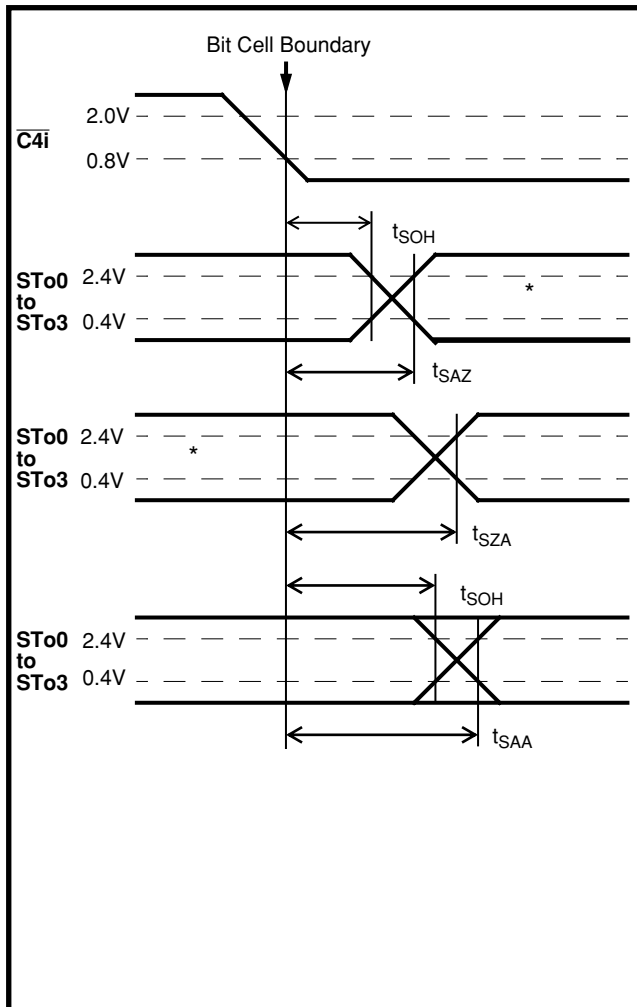 Bit Cell Boundary
2.0V
C4i
0.8V
tSOH
STo0 2.4V
to
STo3 0.4V
*
tSAZ
STo0 2.4V
to
STo3 0.4V
*
tSZA
tSOH
STo0 2.4V
to
STo3 0.4V
tSAA